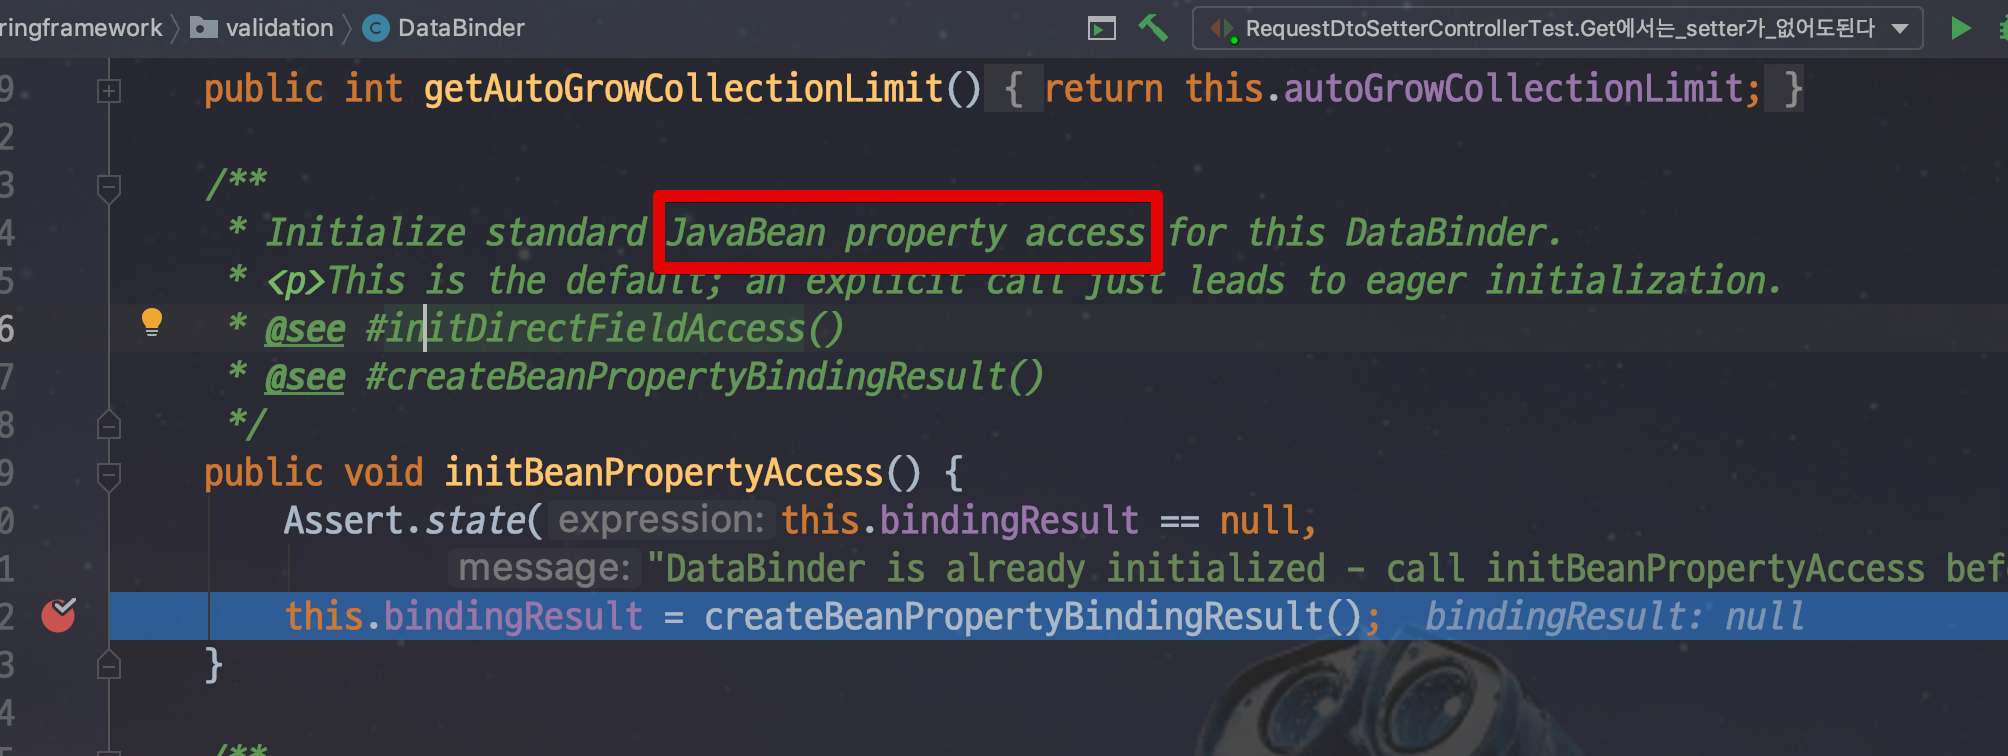 ringframework validation DataBinder RequestDtoSetterControllerTest.Get에서는_setter가_없어도된다
9 public int getAutoGrowCollectionLimit() { return this.autoGrowCollectionLimit; }
2
3 /**
4 * Initialize standard JavaBean property access for this DataBinder.
5 * <p>This is the default; an explicit call just leads to eager initialization.
6 * @see #initDirectFieldAccess()
7 * @see #createBeanPropertyBindingResult()
8 */
9 public void initBeanPropertyAccess() {
0 Assert.state( expression: this.bindingResult == null,
1 message: "DataBinder is already initialized - call initBeanPropertyAccess bef
2 this.bindingResult = createBeanPropertyBindingResult(); bindingResult: null
3 }
4
/**